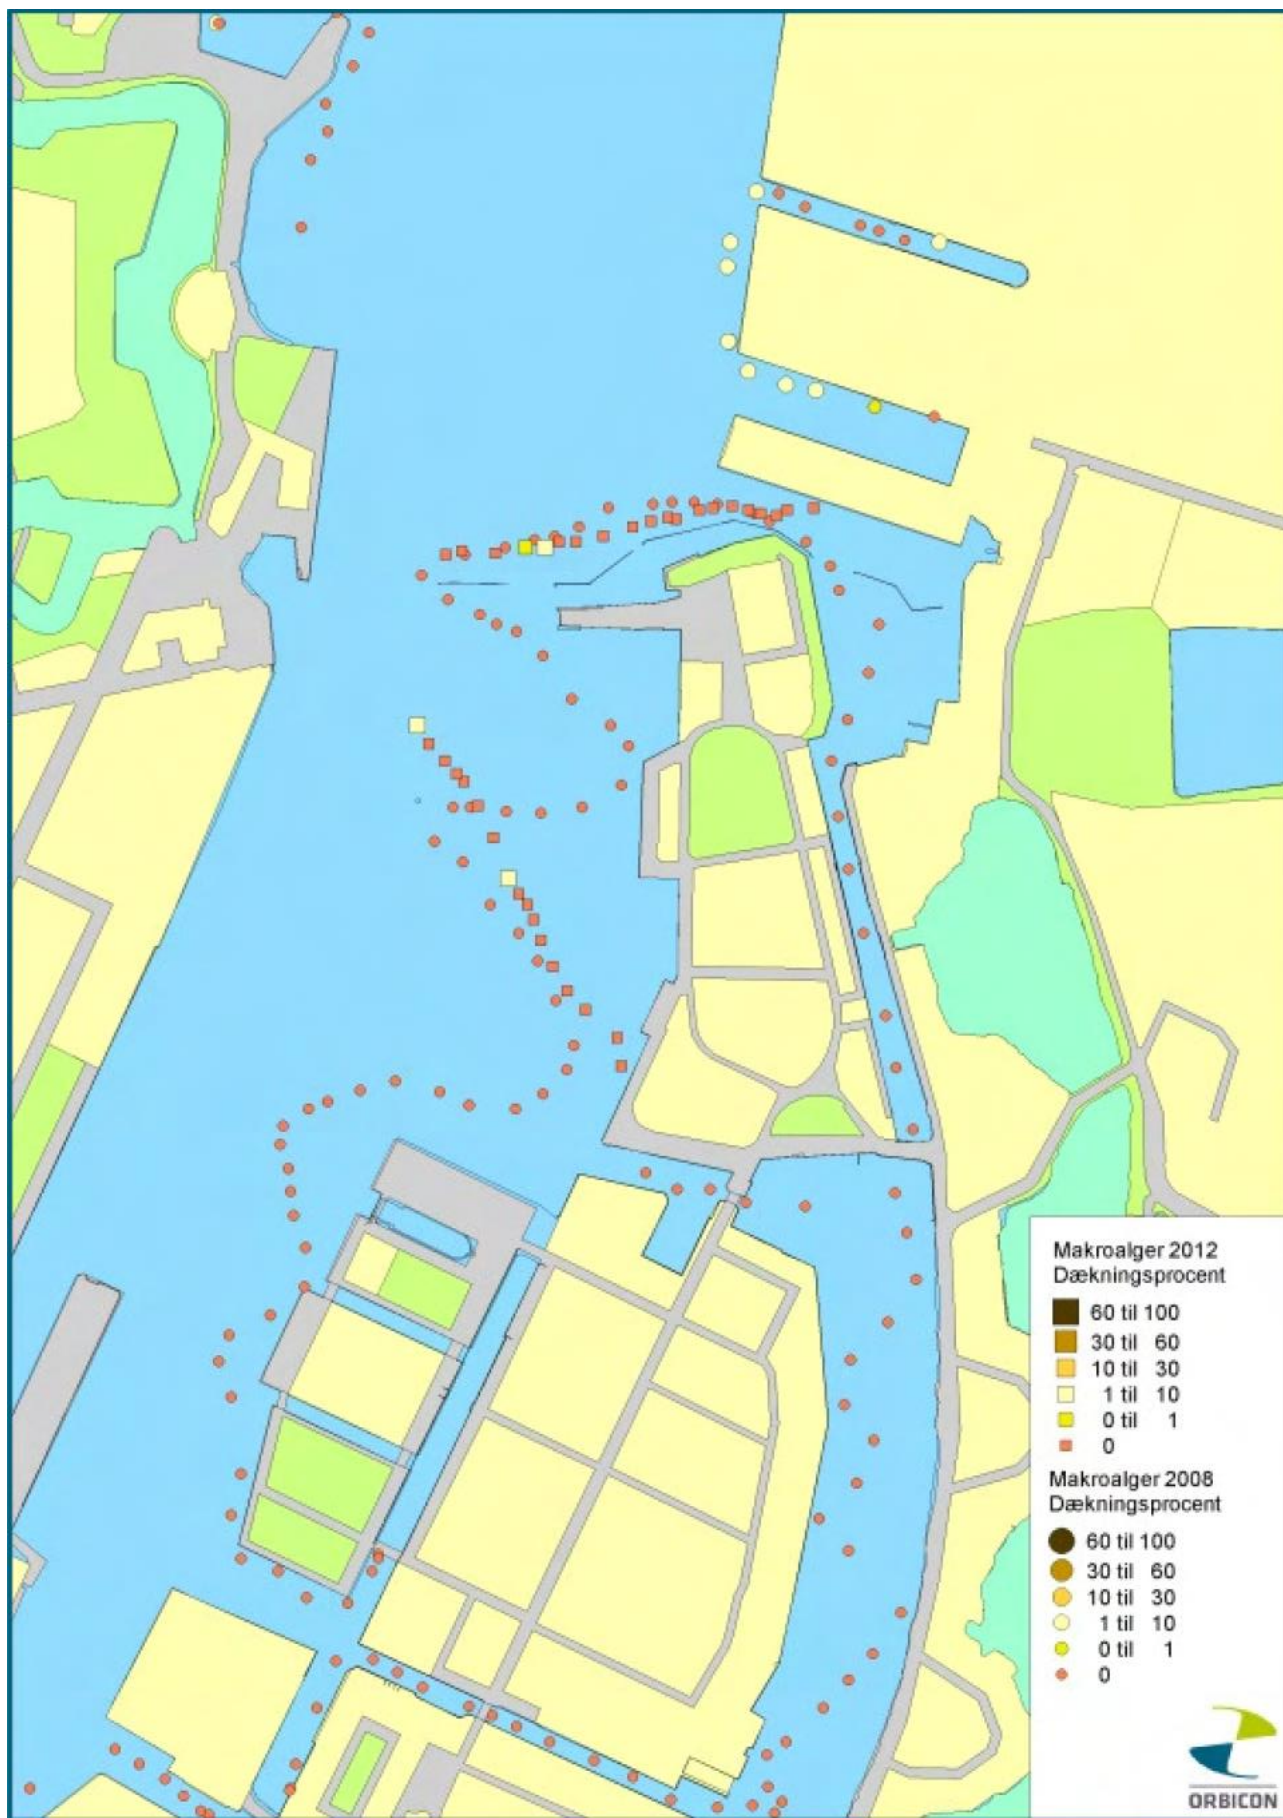 Makroalger 2012
Dækningsprocent
60 til 100
30 til 60
10 til 30
1 til 10
0 til 1
0
Makroalger 2008
Dækningsprocent
60 til 100
30 til 60
10 til 30
1 til 10
0 til 1
0
ORBICON